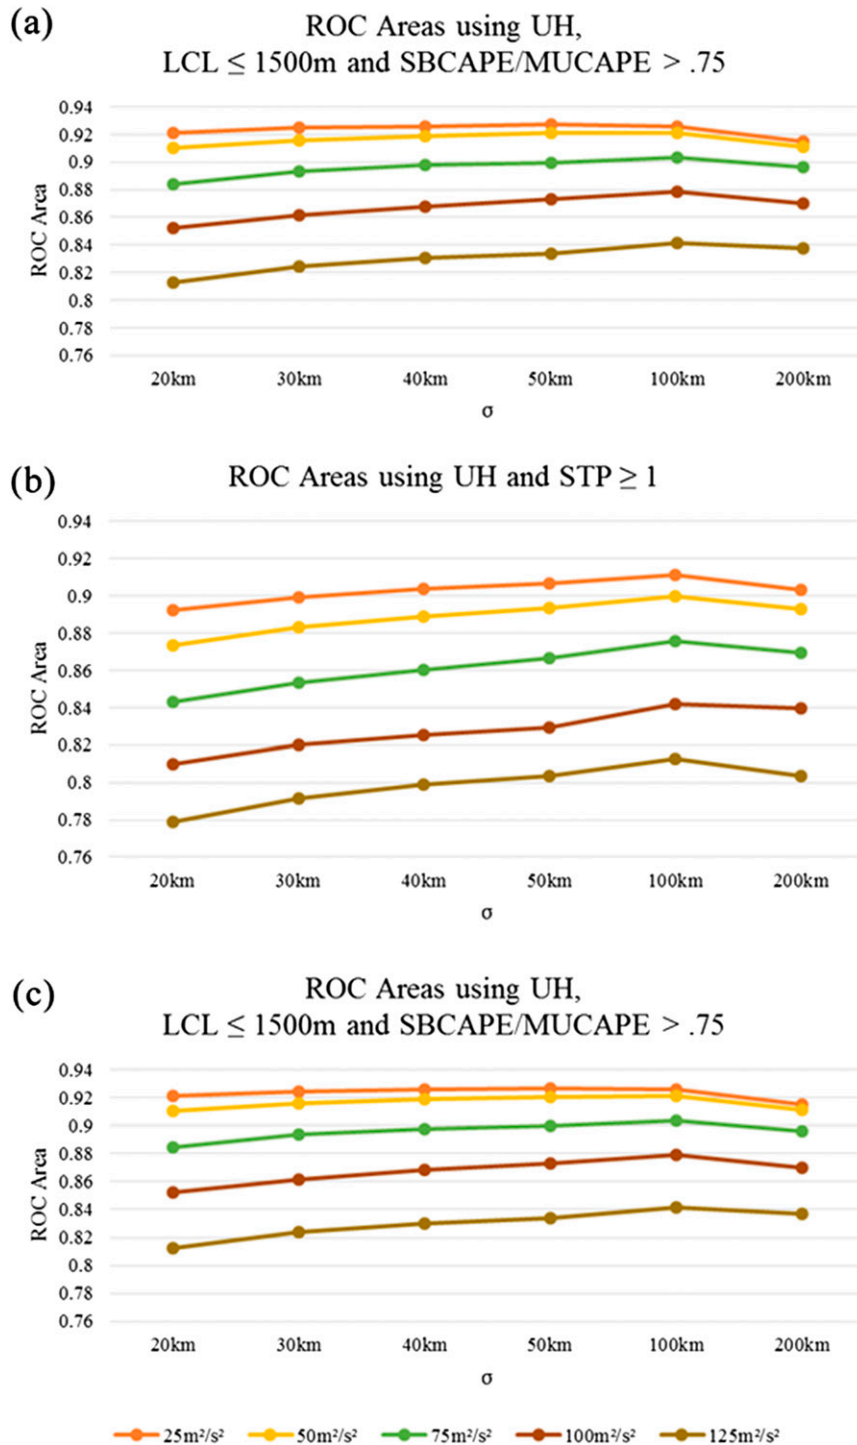 (a)
ROC Areas using UH,
LCL ≤ 1500m and SBCAPE/MUCAPE > .75
0.94
0.92
0.9
0.88
0.86
0.84
0.82
0.8
0.78
0.76
ROC Area
20km 30km 40km 50km 100km 200km
σ
(b)
ROC Areas using UH and STP ≥ 1
0.94
0.92
0.9
0.88
0.86
0.84
0.82
0.8
0.78
0.76
ROC Area
20km 30km 40km 50km 100km 200km
σ
(c)
ROC Areas using UH,
LCL ≤ 1500m and SBCAPE/MUCAPE > .75
0.94
0.92
0.9
0.88
0.86
0.84
0.82
0.8
0.78
0.76
ROC Area
20km 30km 40km 50km 100km 200km
σ
25m²/s² 50m²/s² 75m²/s² 100m²/s² 125m²/s²